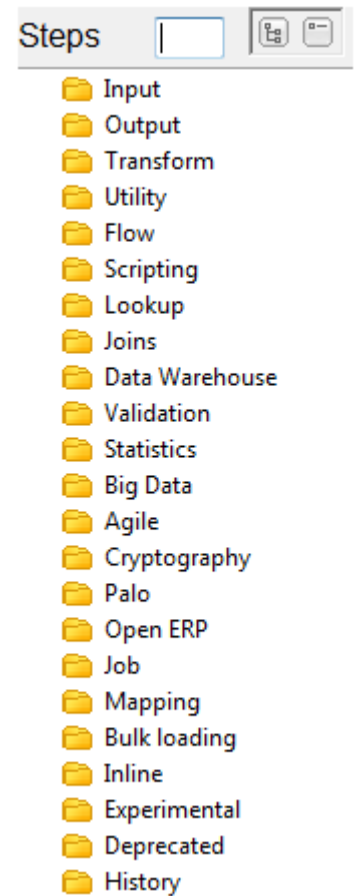 Steps
Input
Output
Transform
Utility
Flow
Scripting
Lookup
Joins
Data Warehouse
Validation
Statistics
Big Data
Agile
Cryptography
Palo
Open ERP
Job
Mapping
Bulk loading
Inline
Experimental
Deprecated
History